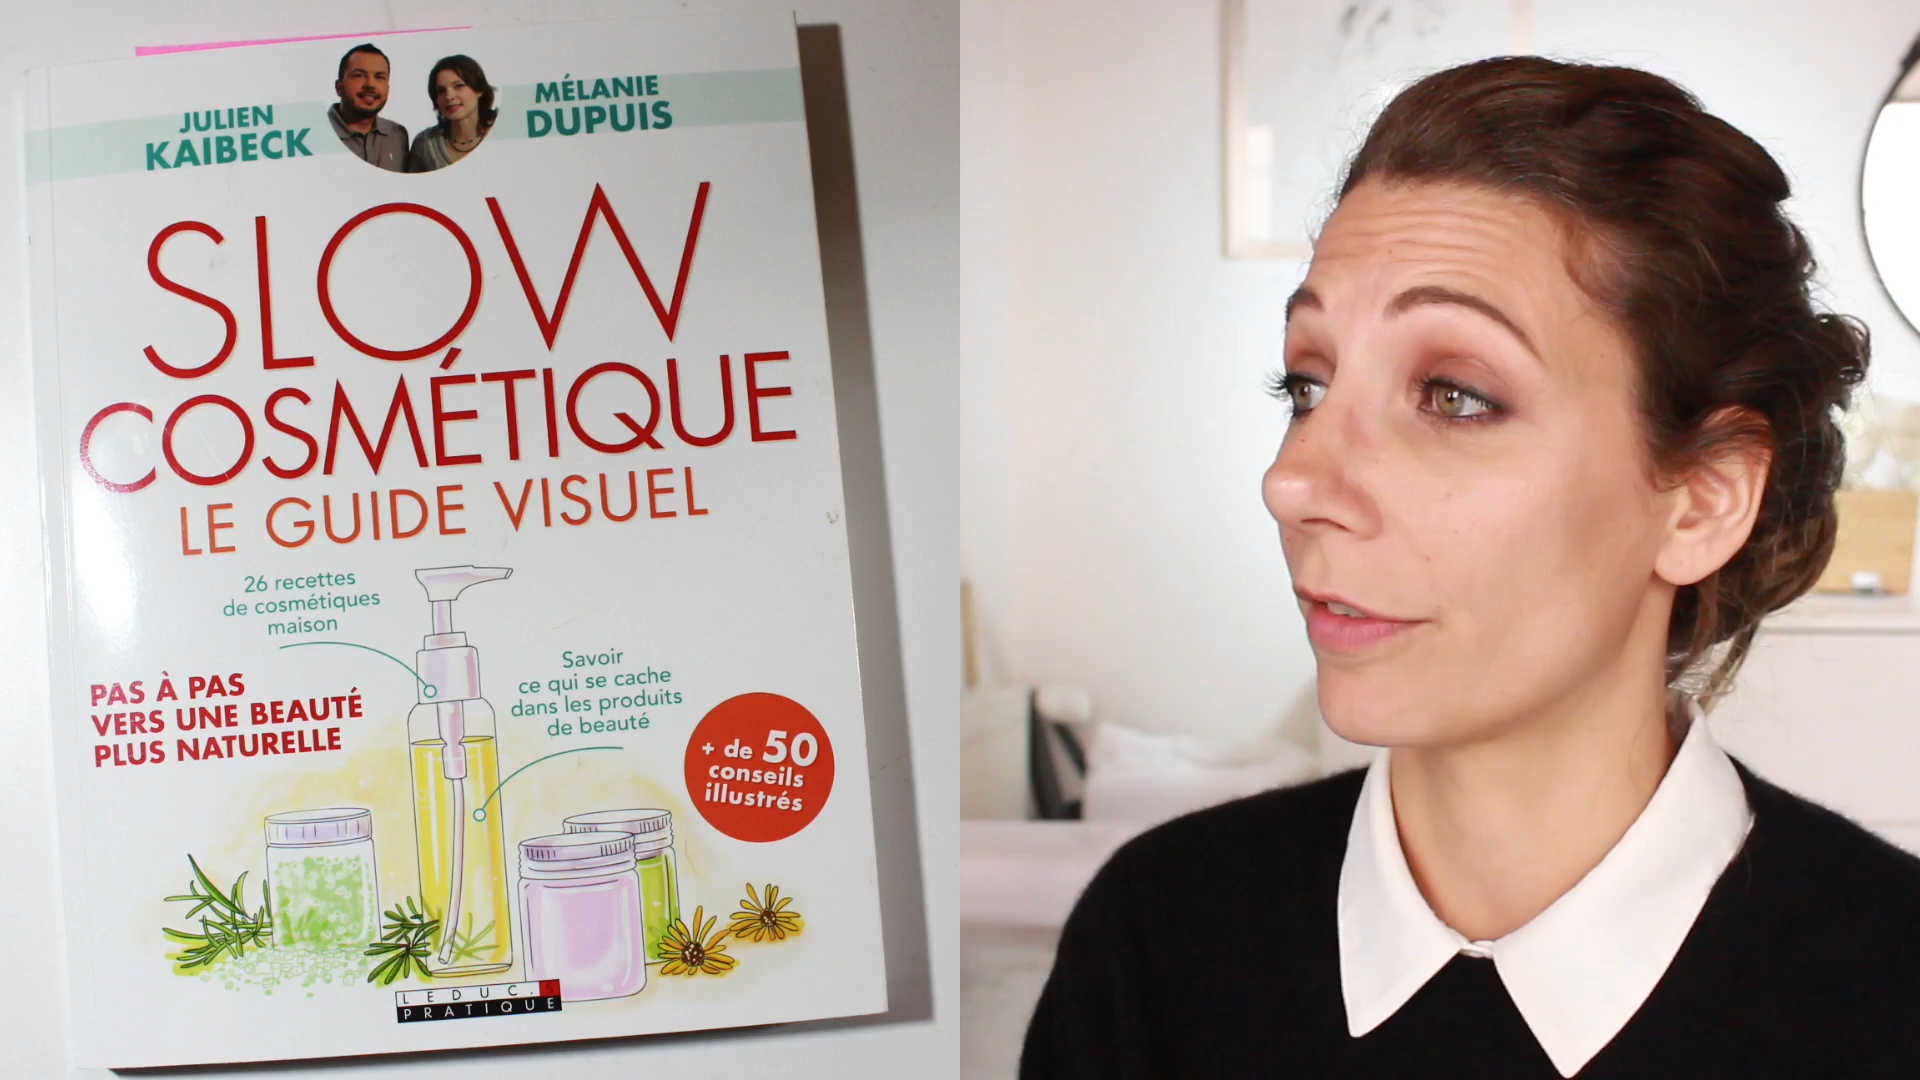 JULIEN
KAIBECK
MÉLANIE
DUPUIS
SLOW
COSMÉTIQUE
LE GUIDE VISUEL
26 recettes
de cosmétiques
maison
Savoir
ce qui se cache
dans les produits
de beauté
PAS À PAS
VERS UNE BEAUTÉ
PLUS NATURELLE
+ de 50
conseils
illustrés
LEDUC.S
PRATIQUE